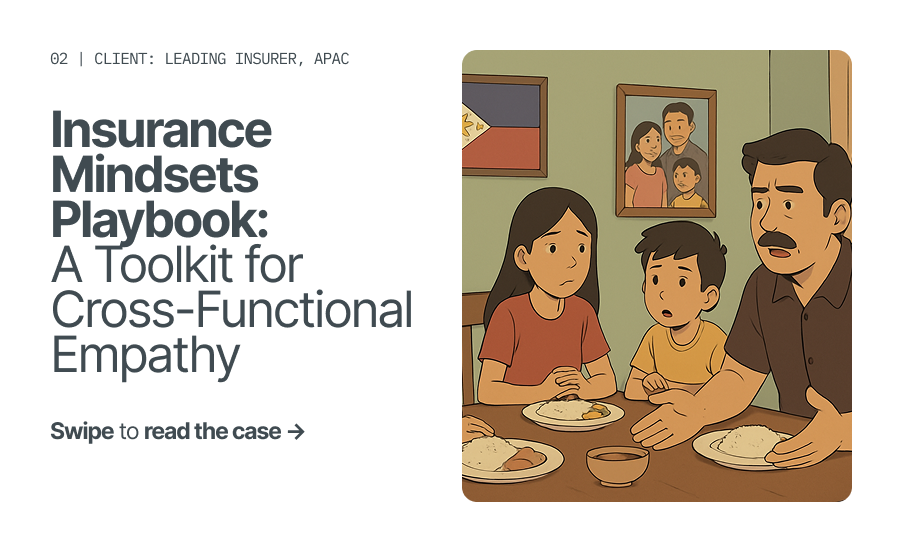 02 | CLIENT: LEADING INSURER, APAC
Insurance
Mindsets
Playbook:
A Toolkit for
Cross-Functional
Empathy
Swipe to read the case →